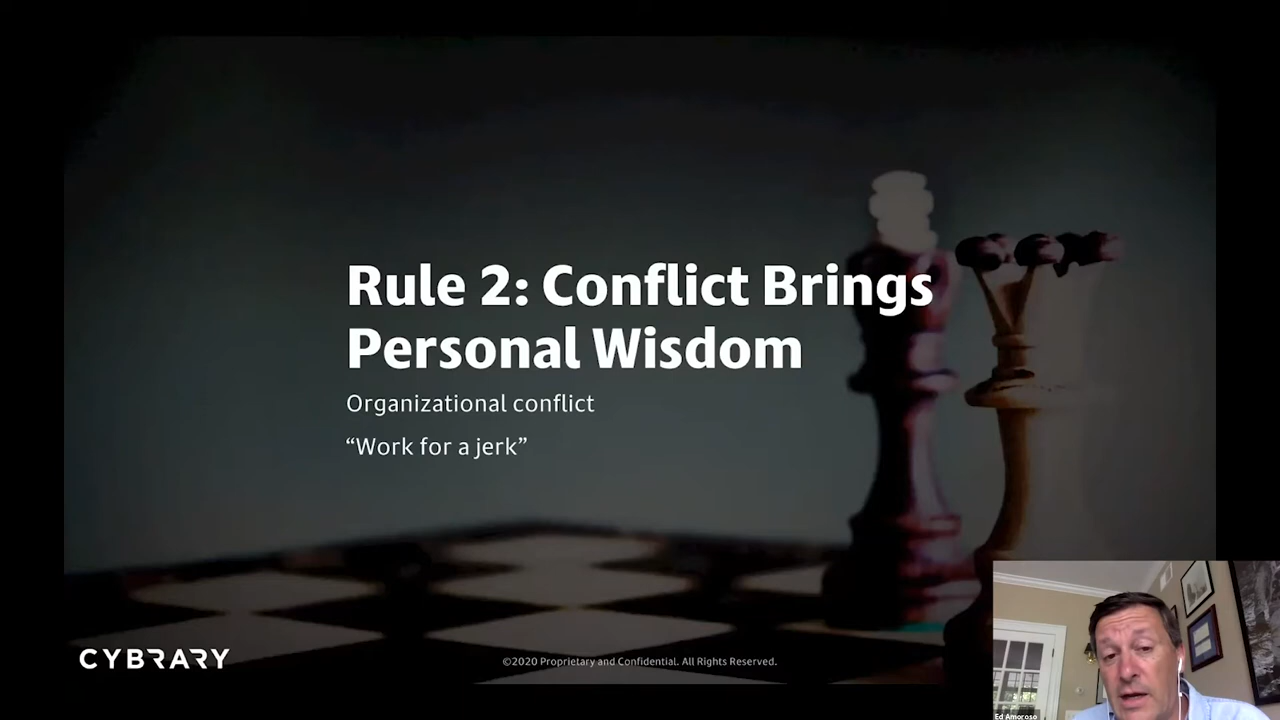 Rule 2: Conflict Brings
Personal Wisdom
Organizational conflict
“Work for a jerk”
CYBRARY
©2020 Proprietary and Confidential. All Rights Reserved.
Ed Amoroso